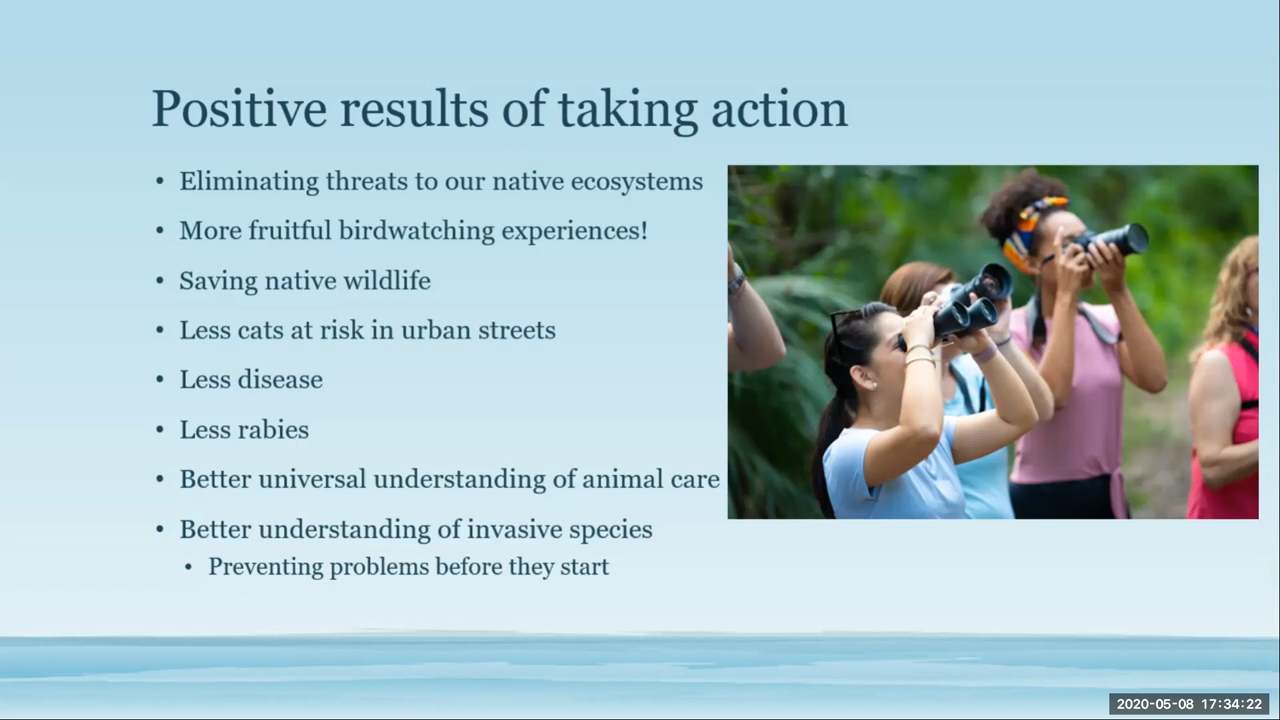 Positive results of taking action
• Eliminating threats to our native ecosystems
• More fruitful birdwatching experiences!
• Saving native wildlife
• Less cats at risk in urban streets
• Less disease
• Less rabies
• Better universal understanding of animal care
• Better understanding of invasive species
• Preventing problems before they start
2020-05-08 17:34:22